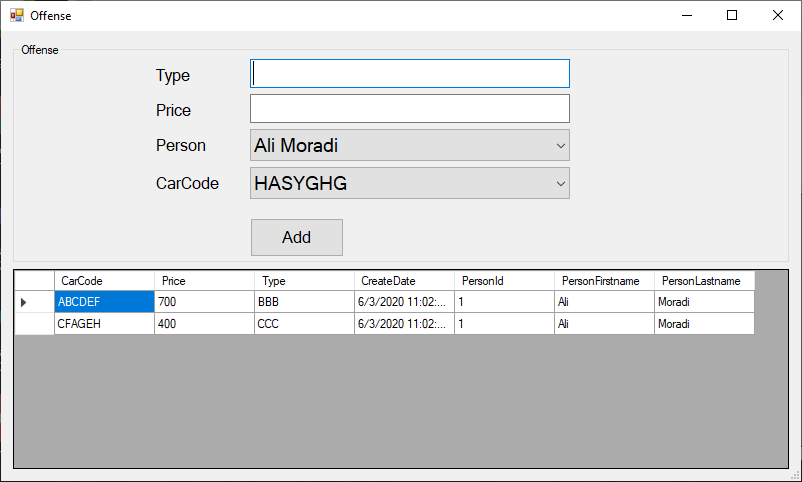 Offense
Offense
Type
Price
Person Ali Moradi
CarCode HASYGHG
Add
CarCode Price Type CreateDate PersonId PersonFirstname PersonLastname
ABCDEF 700 BBB 6/3/2020 11:02:... 1 Ali Moradi
CFAGEH 400 CCC 6/3/2020 11:02:... 1 Ali Moradi